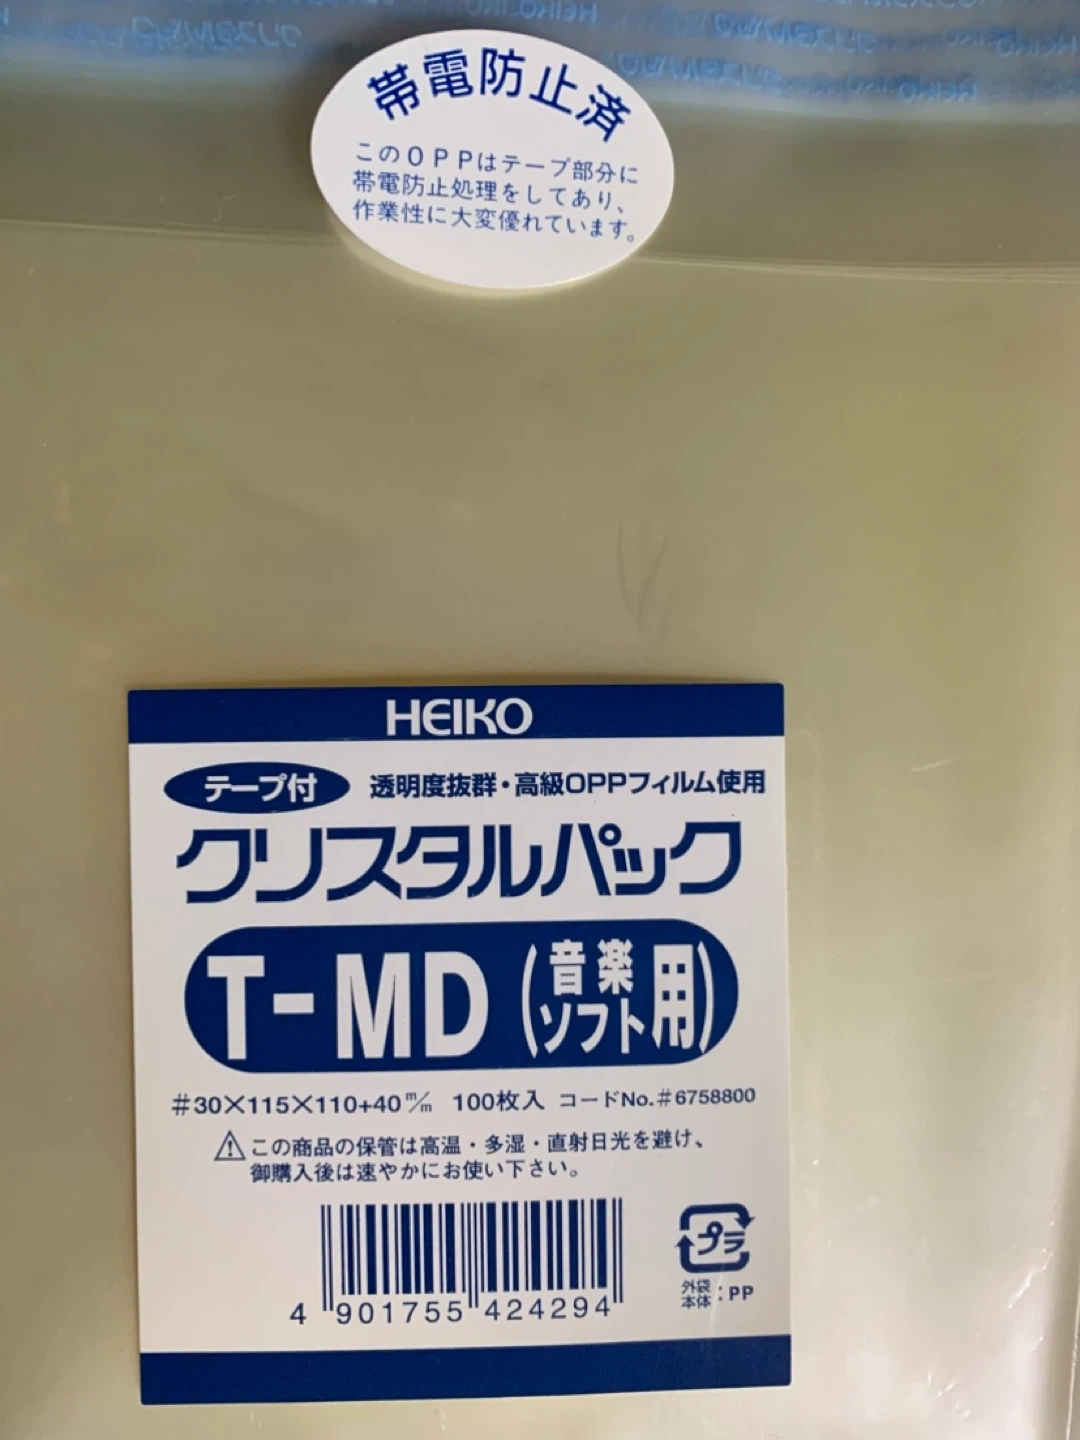 帯電防止済
このOPPはテープ部分に
帯電防止処理をしてあり、
作業性に大変優れています。
HEIKO
テープ付 透明度抜群・高級OPPフィルム使用
クリスタルパック
T-MD (音楽ソフト用)
#30×115×110+40m/m 100枚入 コードNo.#6758800
この商品の保管は高温・多湿・直射日光を避け、
御購入後は速やかにお使い下さい。
プラ
外袋
本体 :PP
4 901755 424294